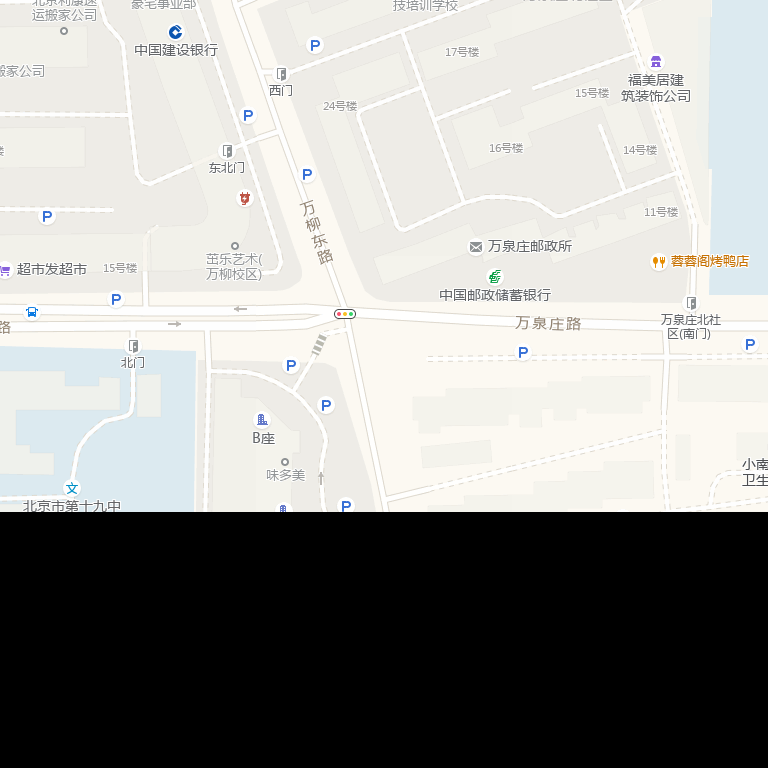 运搬家公司
豪宅事业部
技培训学校
中国建设银行
17号楼
搬家公司
福美居建
筑装饰公司
西门
24号楼
15号楼
16号楼
14号楼
东北门
万柳东路
11号楼
万泉庄邮政所
茁乐艺术(
万柳校区)
超市发超市
15号楼
蓉蓉阁烤鸭店
中国邮政储蓄银行
万泉庄路
万泉庄北社
区(南门)
路
北门
B座
味多美
小南
卫生
北京市第十九中